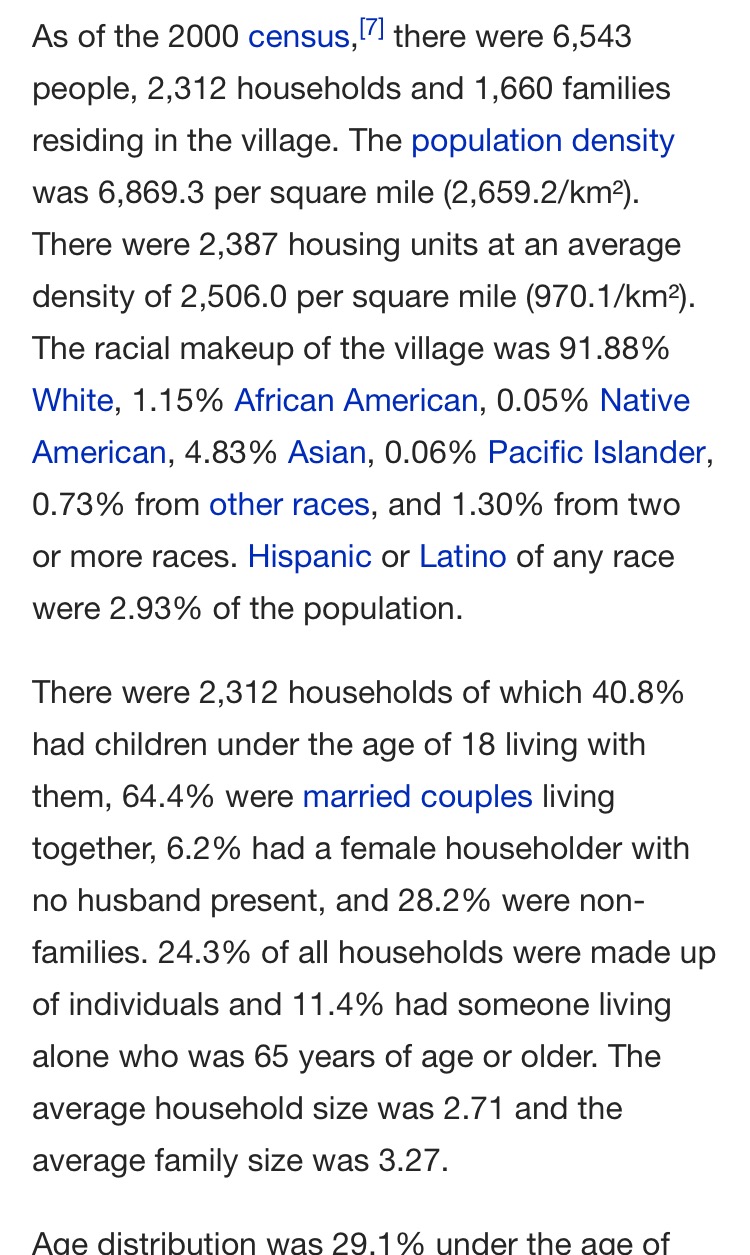 As of the 2000 census,[7] there were 6,543
people, 2,312 households and 1,660 families
residing in the village. The population density
was 6,869.3 per square mile (2,659.2/km²).
There were 2,387 housing units at an average
density of 2,506.0 per square mile (970.1/km²).
The racial makeup of the village was 91.88%
White, 1.15% African American, 0.05% Native
American, 4.83% Asian, 0.06% Pacific Islander,
0.73% from other races, and 1.30% from two
or more races. Hispanic or Latino of any race
were 2.93% of the population.
There were 2,312 households of which 40.8%
had children under the age of 18 living with
them, 64.4% were married couples living
together, 6.2% had a female householder with
no husband present, and 28.2% were non-
families. 24.3% of all households were made up
of individuals and 11.4% had someone living
alone who was 65 years of age or older. The
average household size was 2.71 and the
average family size was 3.27.
Age distribution was 29.1% under the age of